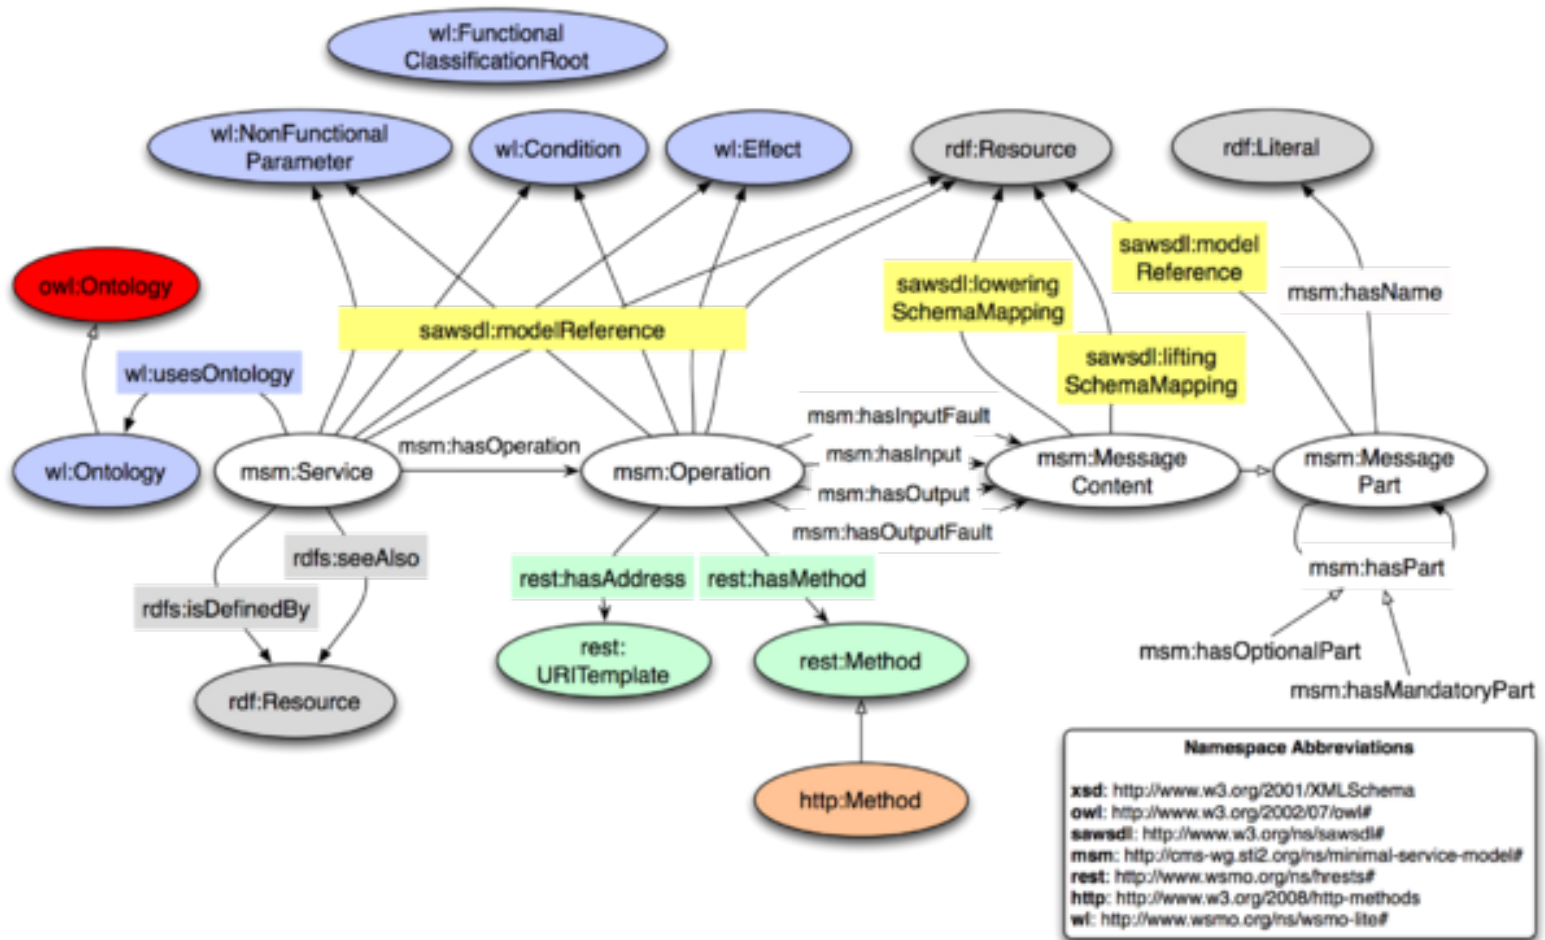 wl:Functional
ClassificationRoot
wl:NonFunctional
Parameter
wl:Condition
wl:Effect
rdf:Resource
rdf:Literal
owl:Ontology
sawsdl:model
Reference
sawsdl:lowering
SchemaMapping
msm:hasName
sawsdl:modelReference
wl:usesOntology
sawsdl:lifting
SchemaMapping
msm:hasInputFault
msm:hasOperation
msm:hasInput
wl:Ontology
msm:Service
msm:Operation
msm:Message
Content
msm:Message
Part
msm:hasOutput
msm:hasOutputFault
rdfs:seeAlso
rest:hasAddress
rest:hasMethod
msm:hasPart
rdfs:isDefinedBy
rest:
URITemplate
rest:Method
msm:hasOptionalPart
msm:hasMandatoryPart
rdf:Resource
http:Method
Namespace Abbreviations
xsd: http://www.w3.org/2001/XMLSchema
owl: http://www.w3.org/2002/07/owl#
sawsdl: http://www.w3.org/ns/sawsdl#
msm: http://cms-wg.sti2.org/ns/minimal-service-model#
rest: http://www.wsmo.org/ns/hrests#
http: http://www.w3.org/2008/http-methods
wl: http://www.wsmo.org/ns/wsmo-lite#